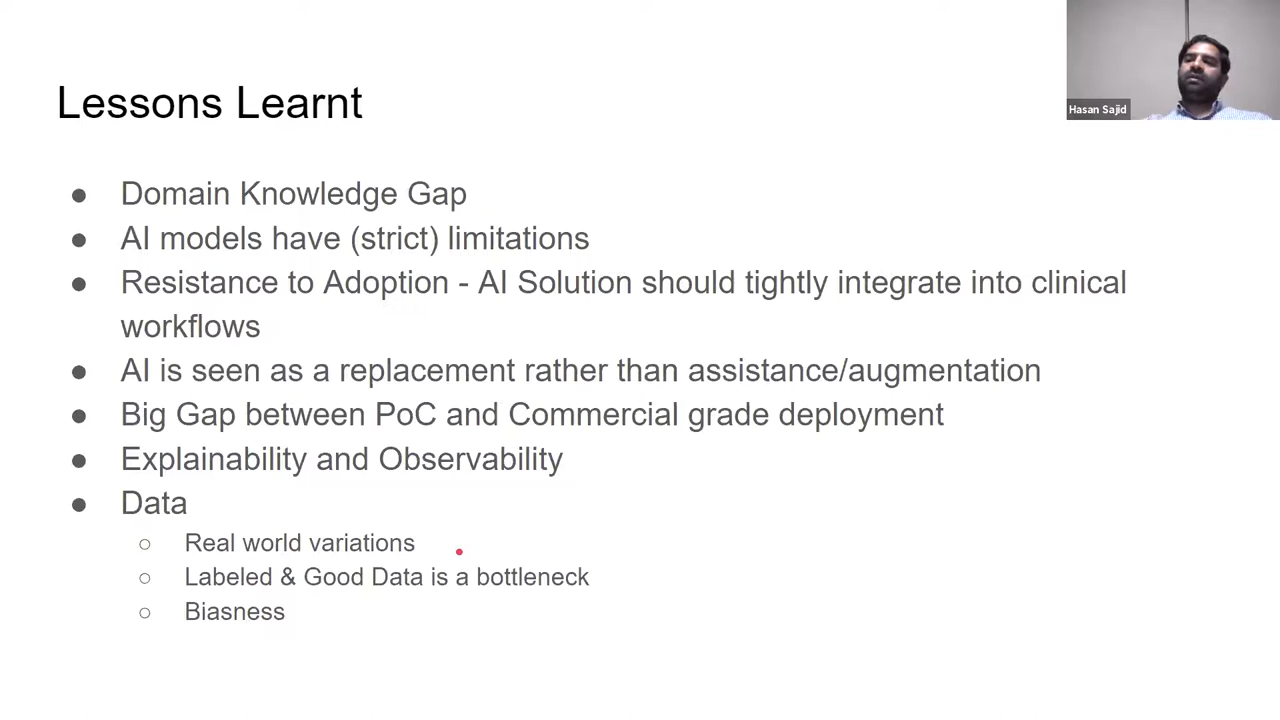 Hasan Sajid
Lessons Learnt
● Domain Knowledge Gap
● AI models have (strict) limitations
● Resistance to Adoption - AI Solution should tightly integrate into clinical
workflows
● AI is seen as a replacement rather than assistance/augmentation
● Big Gap between PoC and Commercial grade deployment
● Explainability and Observability
● Data
○ Real world variations
○ Labeled & Good Data is a bottleneck
○ Biasness